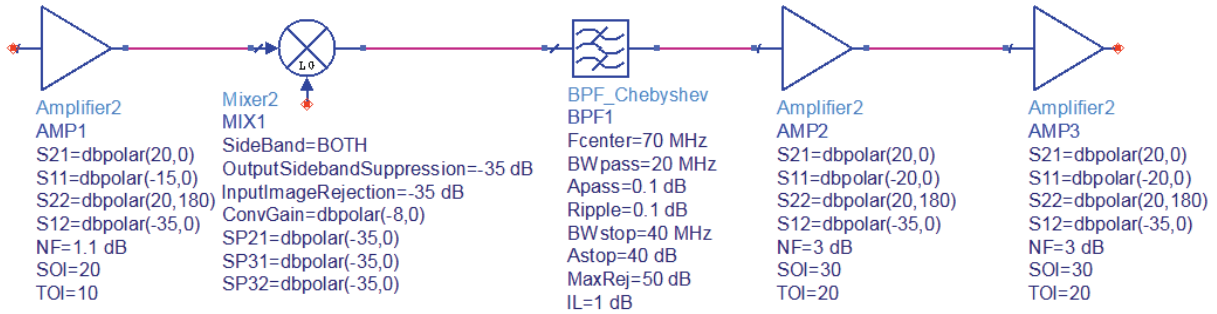 LO
Amplifier2
AMP1
S21=dbpolar(20,0)
S11=dbpolar(-15,0)
S22=dbpolar(20,180)
S12=dbpolar(-35,0)
NF=1.1 dB
SOI=20
TOI=10
Mixer2
MIX1
SideBand=BOTH
OutputSidebandSuppression=-35 dB
InputImageRejection=-35 dB
ConvGain=dbpolar(-8,0)
SP21=dbpolar(-35,0)
SP31=dbpolar(-35,0)
SP32=dbpolar(-35,0)
BPF_Chebyshev
BPF1
Fcenter=70 MHz
BWpass=20 MHz
Apass=0.1 dB
Ripple=0.1 dB
BWstop=40 MHz
Astop=40 dB
MaxRej=50 dB
IL=1 dB
Amplifier2
AMP2
S21=dbpolar(20,0)
S11=dbpolar(-20,0)
S22=dbpolar(20,180)
S12=dbpolar(-35,0)
NF=3 dB
SOI=30
TOI=20
Amplifier2
AMP3
S21=dbpolar(20,0)
S11=dbpolar(-20,0)
S22=dbpolar(20,180)
S12=dbpolar(-35,0)
NF=3 dB
SOI=30
TOI=20